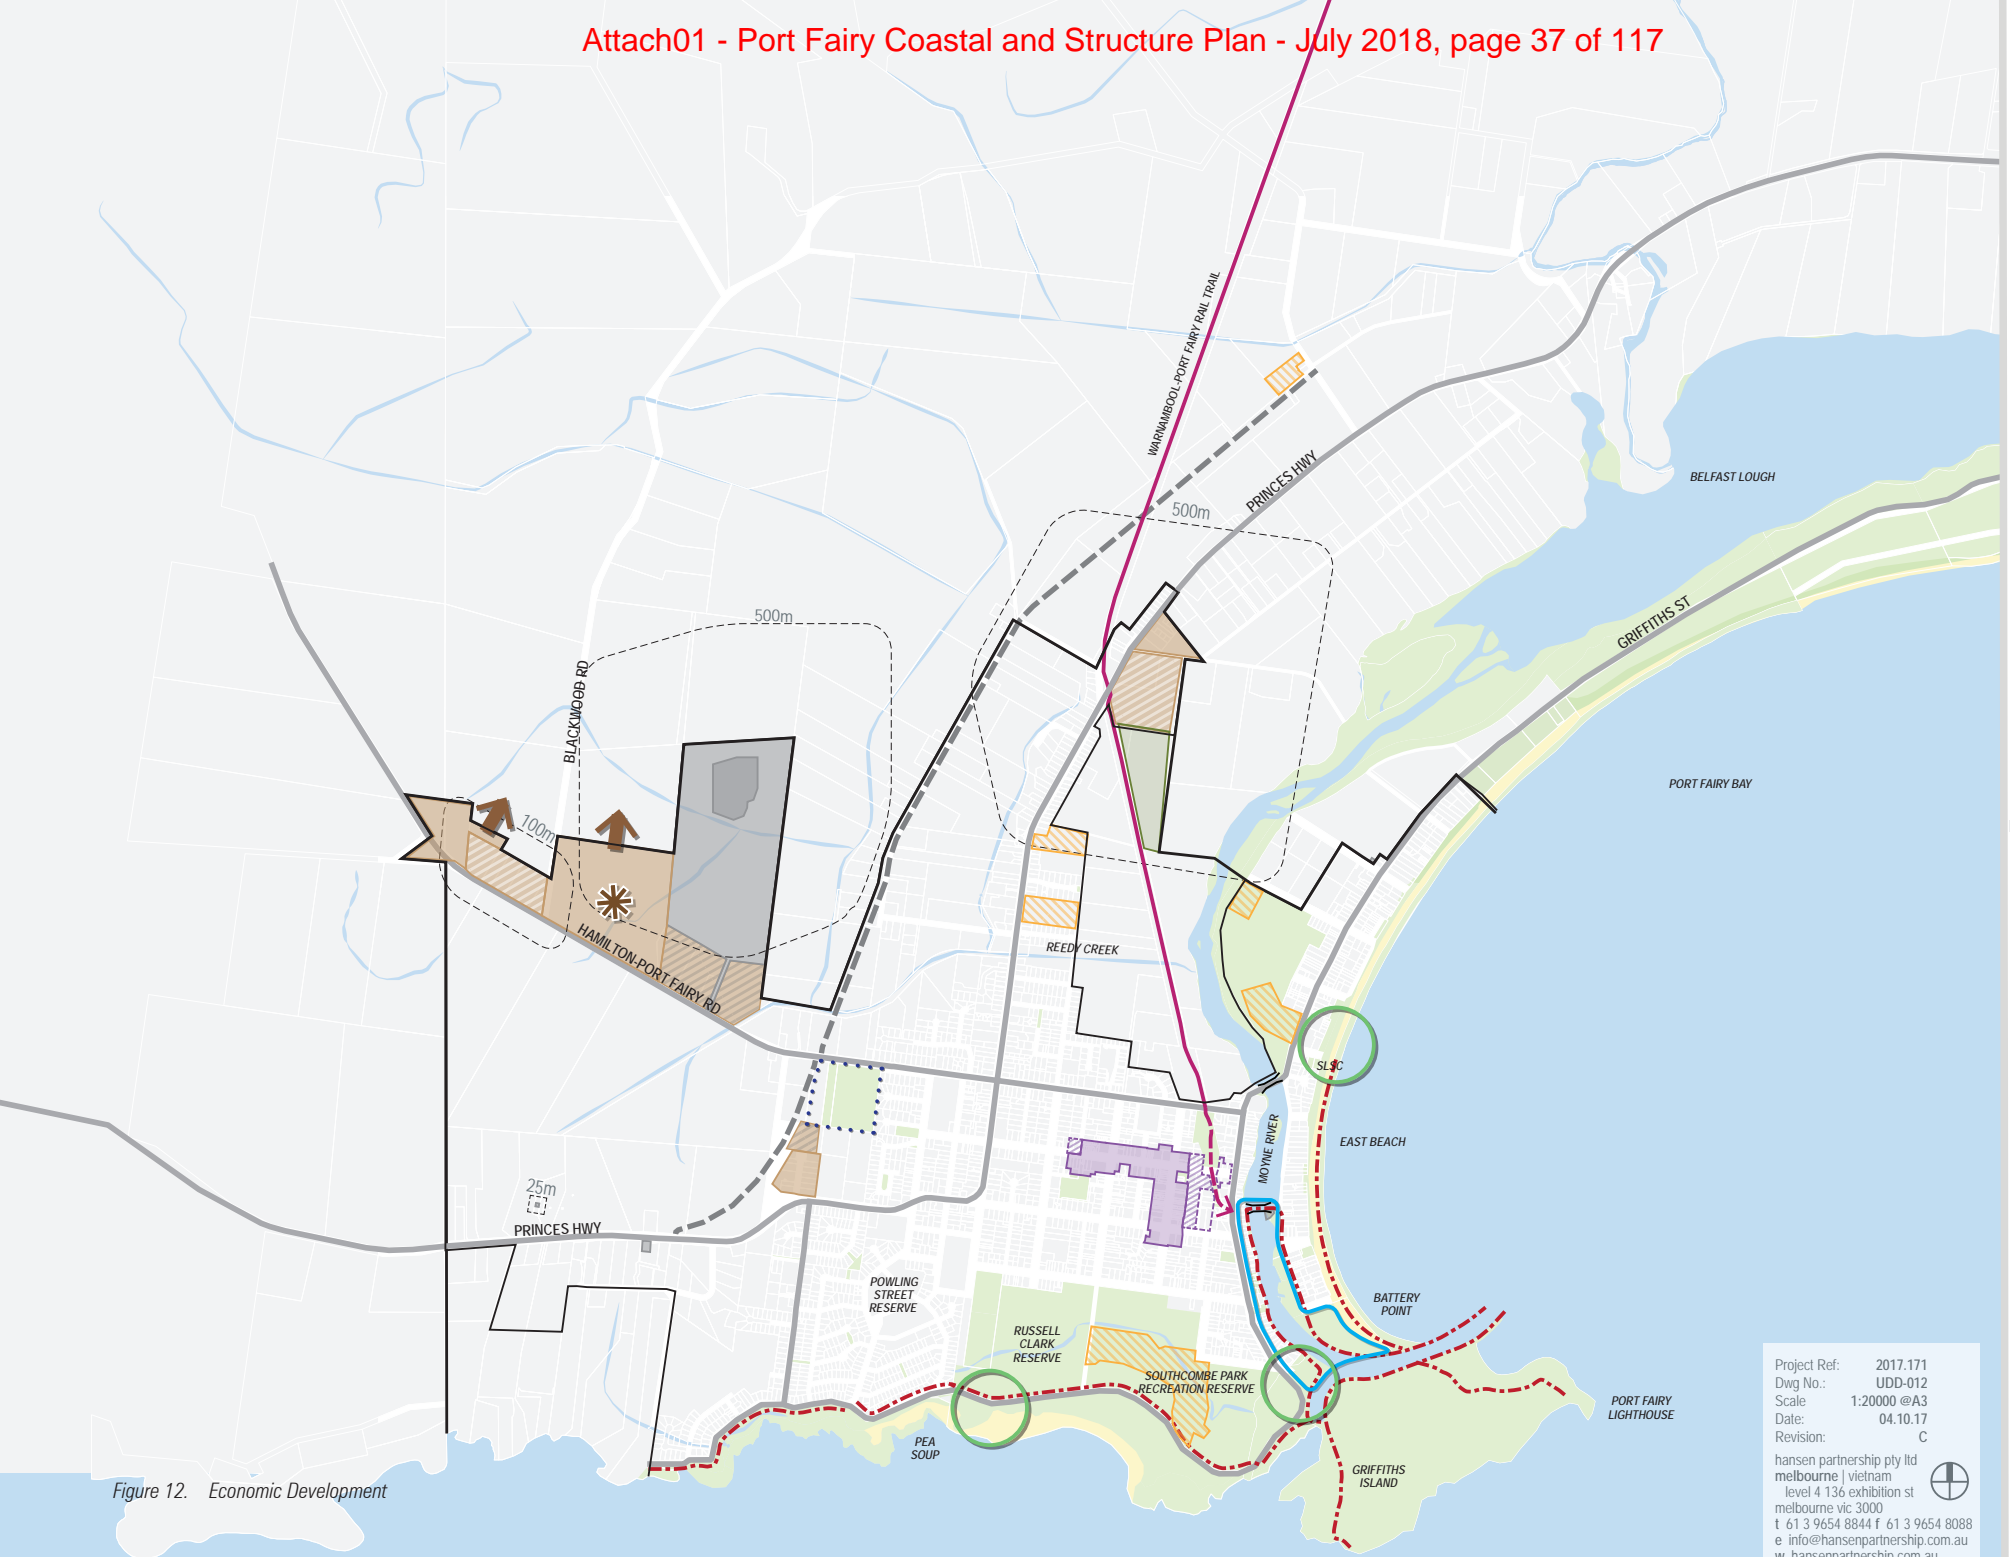 Attach01 - Port Fairy Coastal and Structure Plan - July 2018, page 37 of 117
WARNAMBOOL-PORT FAIRY RAIL TRAIL
PRINCES HWY
BELFAST LOUGH
500m
500m
GRIFFITHS ST
BLACKWOOD RD
PORT FAIRY BAY
100m
HAMILTON-PORT FAIRY RD
REEDY CREEK
SLSC
MOYNE RIVER
EAST BEACH
25m
PRINCES HWY
POWLING
STREET
RESERVE
BATTERY
POINT
RUSSELL
CLARK
RESERVE
SOUTHCOMBE PARK
RECREATION RESERVE
PORT FAIRY
LIGHTHOUSE
PEA
SOUP
GRIFFITHS
ISLAND
Figure 12. Economic Development
Project Ref: 2017.171
Dwg No.: UDD-012
Scale 1:20000 @A3
Date: 04.10.17
Revision: C
hansen partnership pty ltd
melbourne | vietnam
level 4 136 exhibition st
melbourne vic 3000
t 61 3 9654 8844 f 61 3 9654 8088
e info@hansenpartnership.com.au
w hansenpartnership.com.au